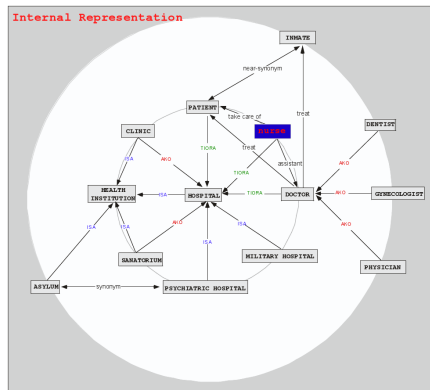 Internal Representation
INMATE
near-synonym
PATIENT
take care of
treat
DENTIST
CLINIC
nurse
treat
TIORA
assistant
ISA
AKO
TIORA
AKO
HEALTH
INSTITUTION
ISA
HOSPITAL
TIORA
DOCTOR
AKO
GYNECOLOGIST
ISA
ISA
AKO
ISA
ISA
AKO
SANATORIUM
MILITARY HOSPITAL
PHYSICIAN
ASYLUM
synonym
PSYCHIATRIC HOSPITAL